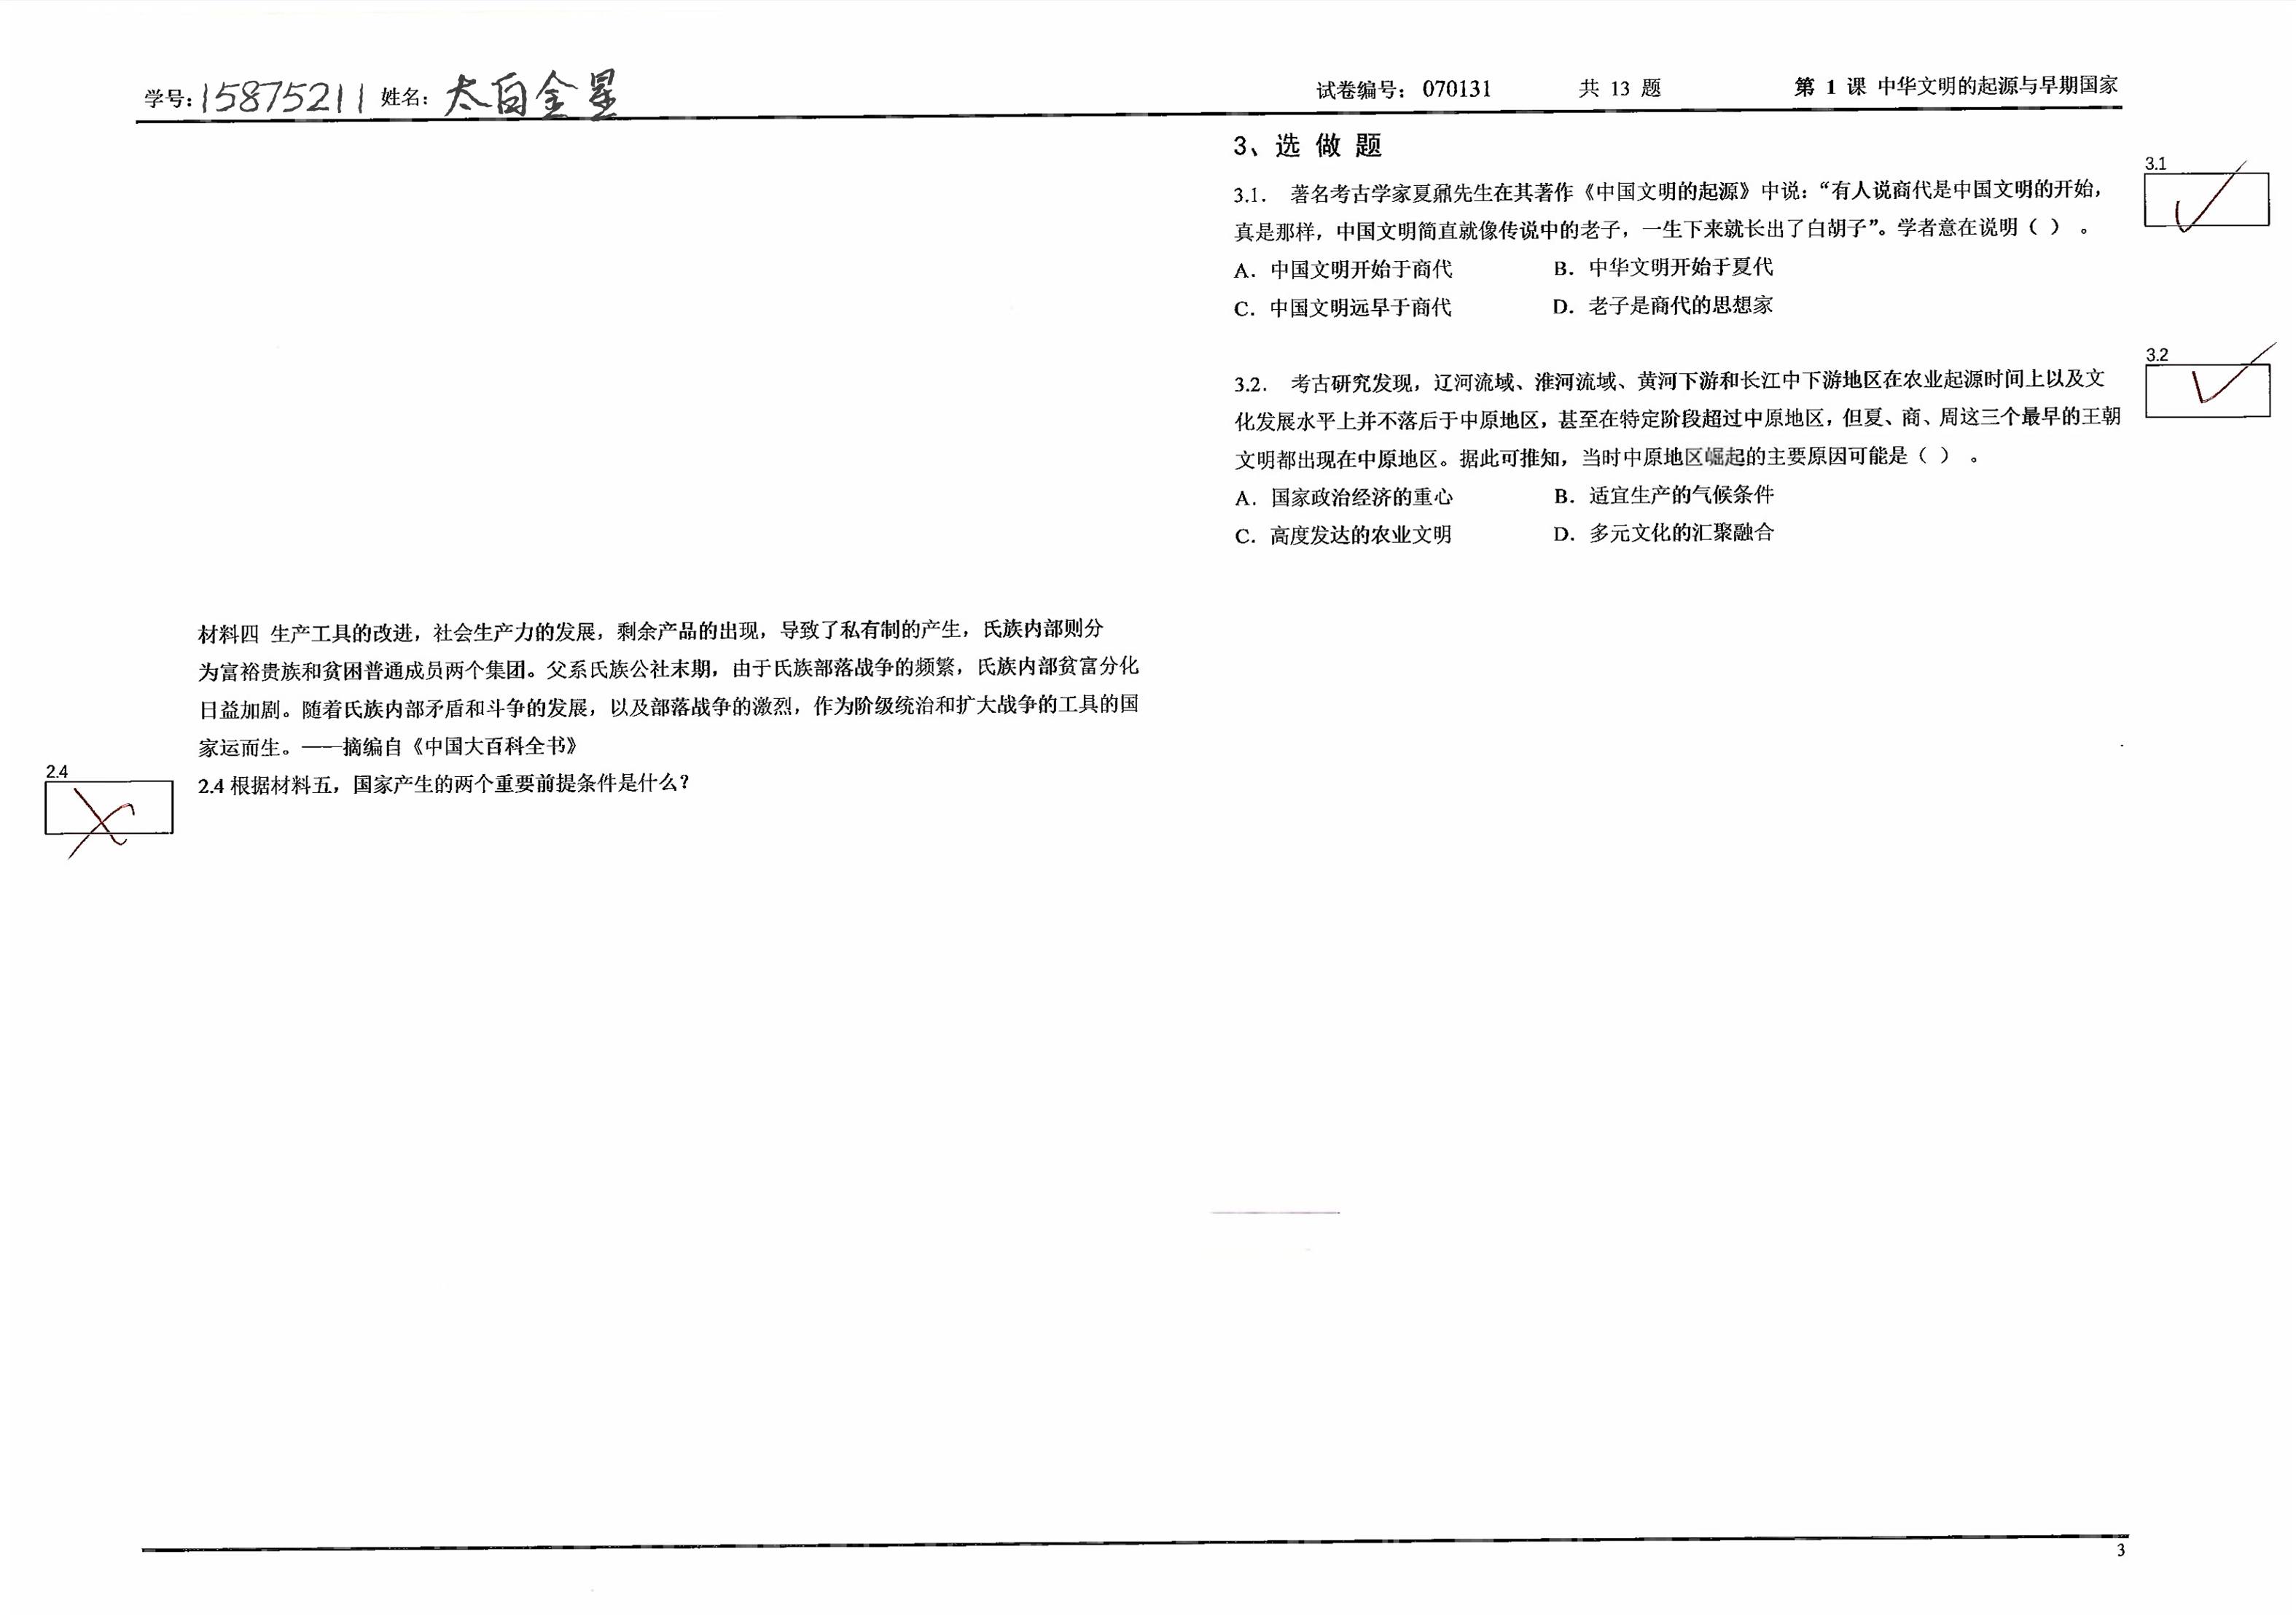 学号:15875211 姓名:太白金星
试卷编号: 070131 共 13 题 第 1 课 中华文明的起源与早期国家
材料四 生产工具的改进，社会生产力的发展，剩余产品的出现，导致了私有制的产生，氏族内部则分
为富裕贵族和贫困普通成员两个集团。父系氏族公社末期，由于氏族部落战争的频繁，氏族内部贫富分化
日益加剧。随着氏族内部矛盾和斗争的发展，以及部落战争的激烈，作为阶级统治和扩大战争的工具的国
家运而生。——摘编自《中国大百科全书》
2.4
2.4 根据材料五，国家产生的两个重要前提条件是什么？
3、选 做 题
3.1
3.1. 著名考古学家夏鼐先生在其著作《中国文明的起源》中说：“有人说商代是中国文明的开始，
真是那样，中国文明简直就像传说中的老子，一生下来就长出了白胡子”。学者意在说明（ ）。
A. 中国文明开始于商代 B. 中华文明开始于夏代
C. 中国文明远早于商代 D. 老子是商代的思想家
3.2
3.2. 考古研究发现，辽河流域、淮河流域、黄河下游和长江中下游地区在农业起源时间上以及文
化发展水平上并不落后于中原地区，甚至在特定阶段超过中原地区，但夏、商、周这三个最早的王朝
文明都出现在中原地区。据此可推知，当时中原地区崛起的主要原因可能是（ ）。
A. 国家政治经济的重心 B. 适宜生产的气候条件
C. 高度发达的农业文明 D. 多元文化的汇聚融合
3